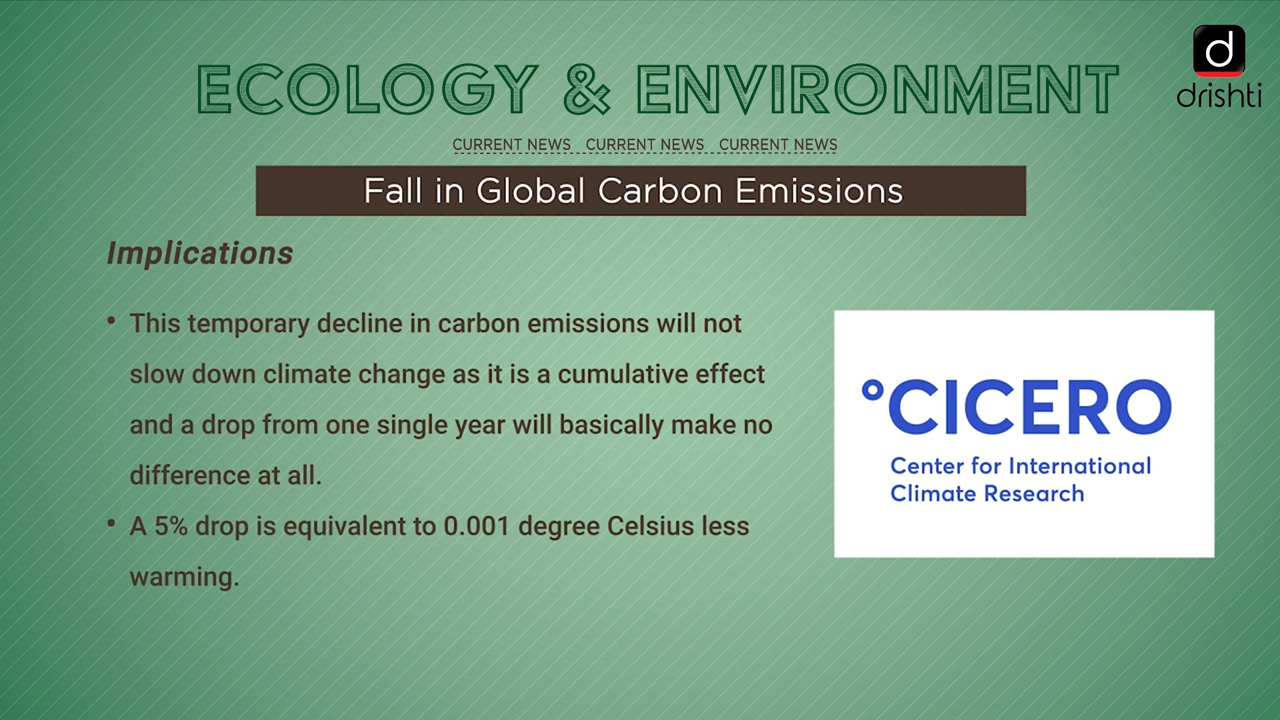 ECOLOGY & ENVIRONMENT
d
drishti
CURRENT NEWS CURRENT NEWS CURRENT NEWS
Fall in Global Carbon Emissions
Implications
• This temporary decline in carbon emissions will not
slow down climate change as it is a cumulative effect
and a drop from one single year will basically make no
difference at all.
• A 5% drop is equivalent to 0.001 degree Celsius less
warming.
°CICERO
Center for International
Climate Research